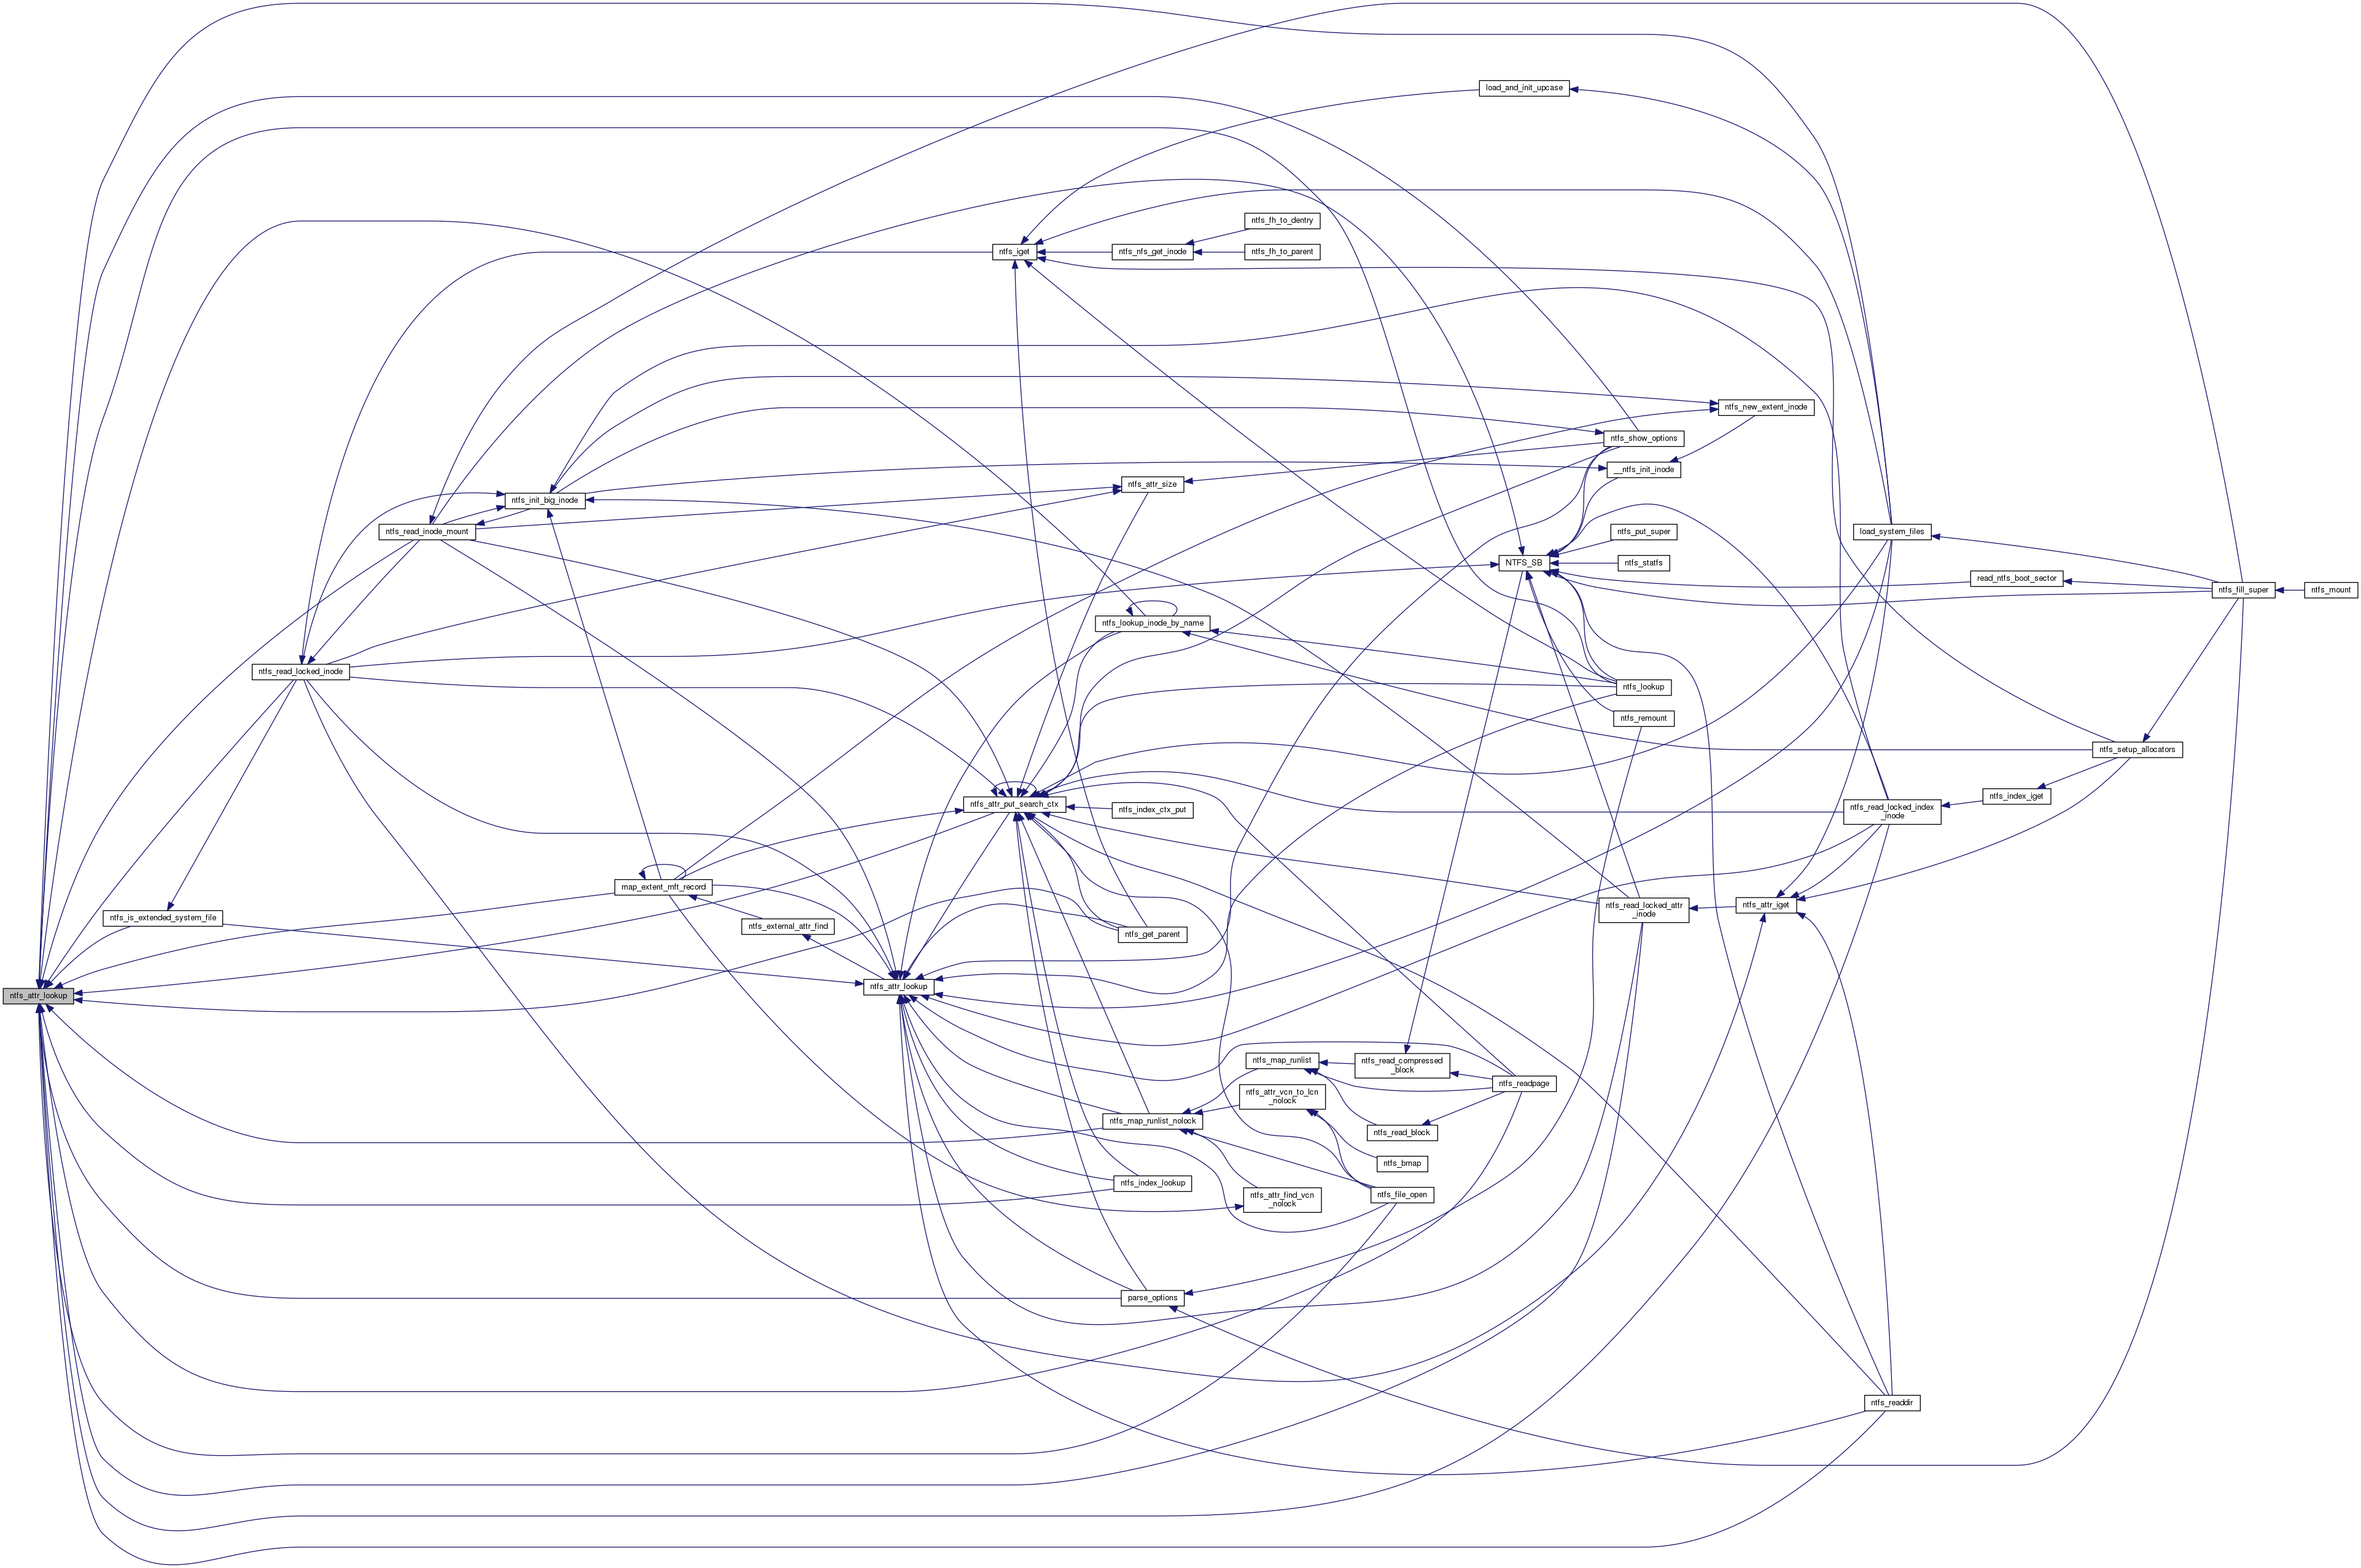 load_and_init_upcase
ntfs_fh_to_dentry
ntfs_iget
ntfs_nfs_get_inode
ntfs_fh_to_parent
ntfs_new_extent_inode
ntfs_show_options
__ntfs_init_inode
ntfs_attr_size
ntfs_init_big_inode
ntfs_read_inode_mount
ntfs_put_super
load_system_files
NTFS_SB
ntfs_statfs
read_ntfs_boot_sector
ntfs_fill_super
ntfs_mount
ntfs_lookup_inode_by_name
ntfs_read_locked_inode
ntfs_lookup
ntfs_remount
ntfs_setup_allocators
ntfs_index_iget
ntfs_attr_put_search_ctx
ntfs_index_ctx_put
ntfs_read_locked_index
_inode
map_extent_mft_record
ntfs_read_locked_attr
_inode
ntfs_attr_iget
ntfs_is_extended_system_file
ntfs_external_attr_find
ntfs_get_parent
ntfs_attr_lookup
ntfs_attr_lookup
ntfs_map_runlist
ntfs_read_compressed
_block
ntfs_readpage
ntfs_attr_vcn_to_lcn
_nolock
ntfs_map_runlist_nolock
ntfs_read_block
ntfs_bmap
ntfs_index_lookup
ntfs_attr_find_vcn
_nolock
ntfs_file_open
parse_options
ntfs_readdir